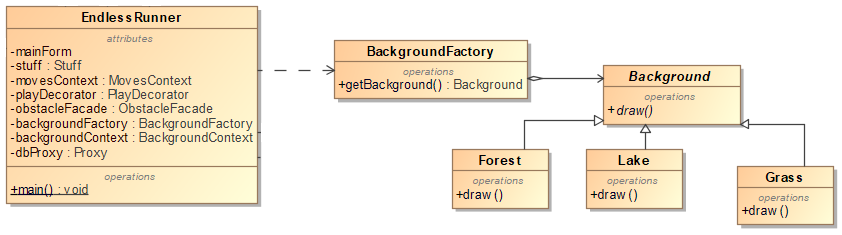 EndlessRunner
attributes
-mainForm
-stuff : Stuff
-movesContext : MovesContext
-playDecorator : PlayDecorator
-obstacleFacade : ObstacleFacade
-backgroundFactory : BackgroundFactory
-backgroundContext : BackgroundContext
-dbProxy : Proxy
operations
+main() : void
BackgroundFactory
operations
+getBackground() : Background
Background
operations
+draw()
Forest
operations
+draw ()
Lake
operations
+draw ()
Grass
operations
+draw ()